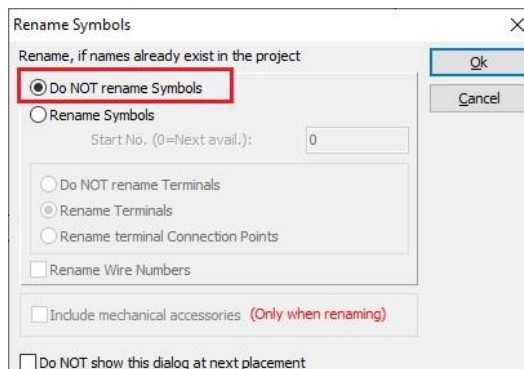 Rename Symbols
Rename, if names already exist in the project
Ok
Do NOT rename Symbols
Cancel
Rename Symbols
Start No. (0=Next avail.): 0
Do NOT rename Terminals
Rename Terminals
Rename terminal Connection Points
Rename Wire Numbers
Include mechanical accessories (Only when renaming)
Do NOT show this dialog at next placement